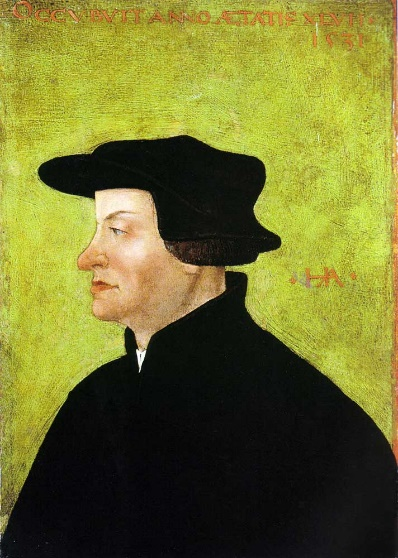 OCCVBVIT ANNO ÆTATIS XLVIII
1531
HA